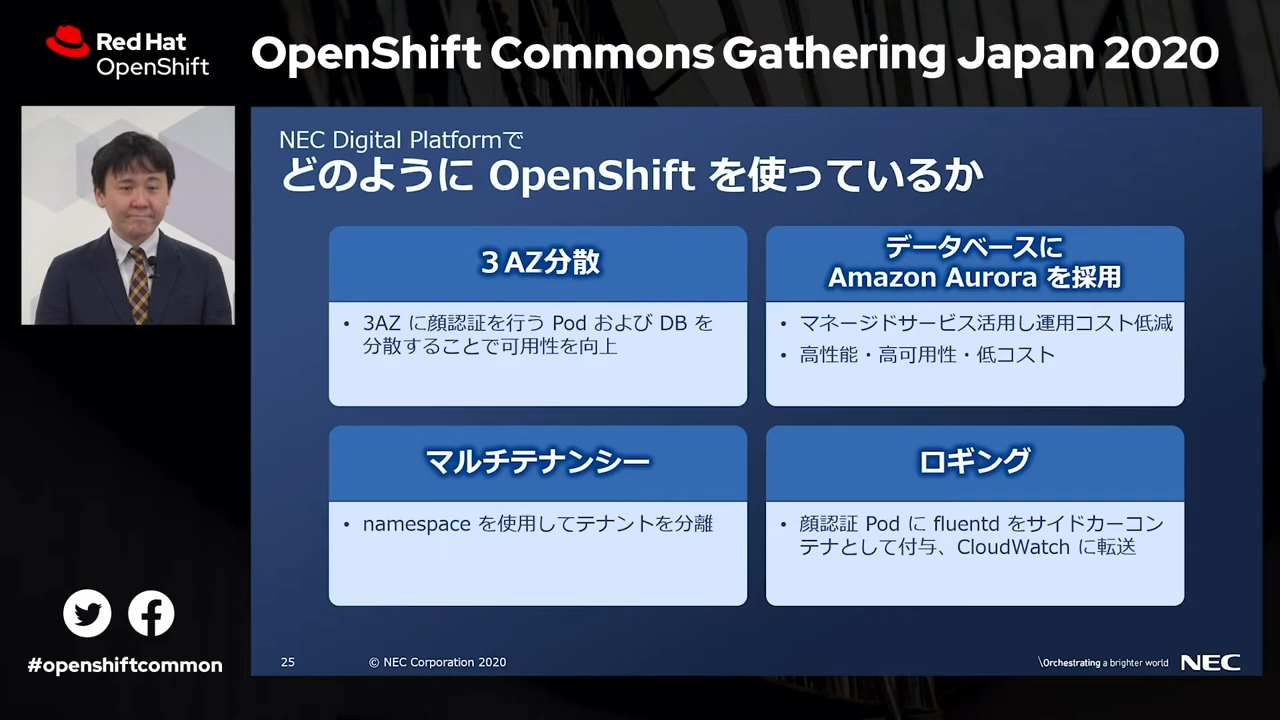 Red Hat
OpenShift
OpenShift Commons Gathering Japan 2020
NEC Digital Platformで
どのように OpenShift を使っているか
３AZ分散
• 3AZ に顔認証を行う Pod および DB を
分散することで可用性を向上
データベースに
Amazon Aurora を採用
• マネージドサービス活用し運用コスト低減
• 高性能・高可用性・低コスト
マルチテナンシー
• namespace を使用してテナントを分離
ロギング
• 顔認証 Pod に fluentd をサイドカーコン
テナとして付与、CloudWatch に転送
#openshiftcommon
25
© NEC Corporation 2020
\Orchestrating a brighter world
NEC